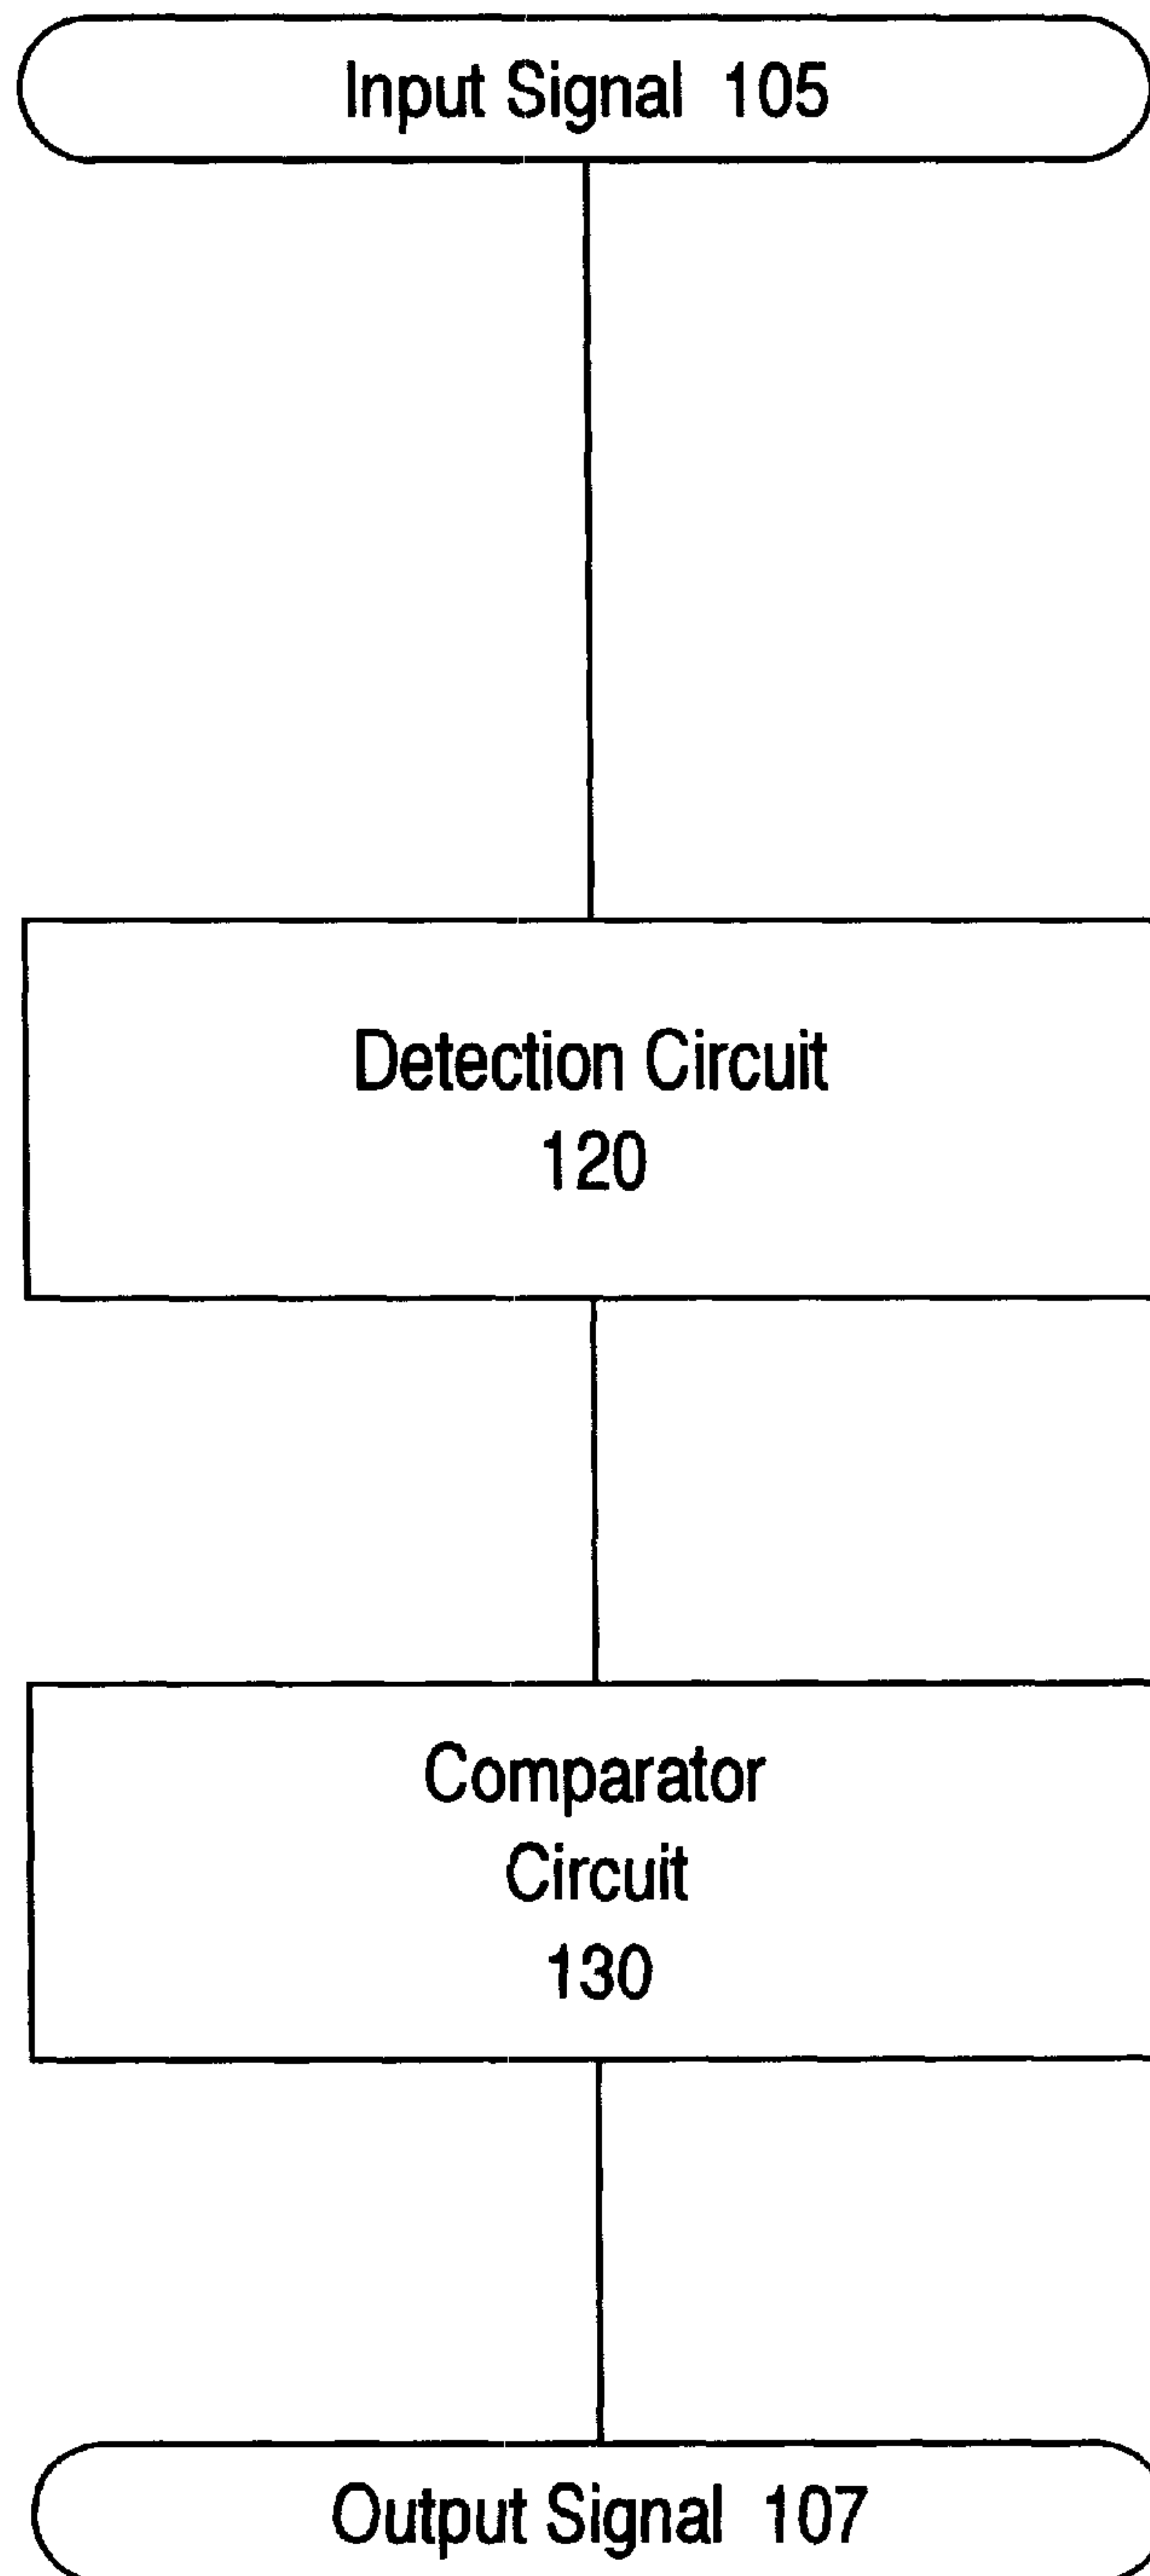 Input Signal 105
Detection Circuit
120
Comparator
Circuit
130
Output Signal 107